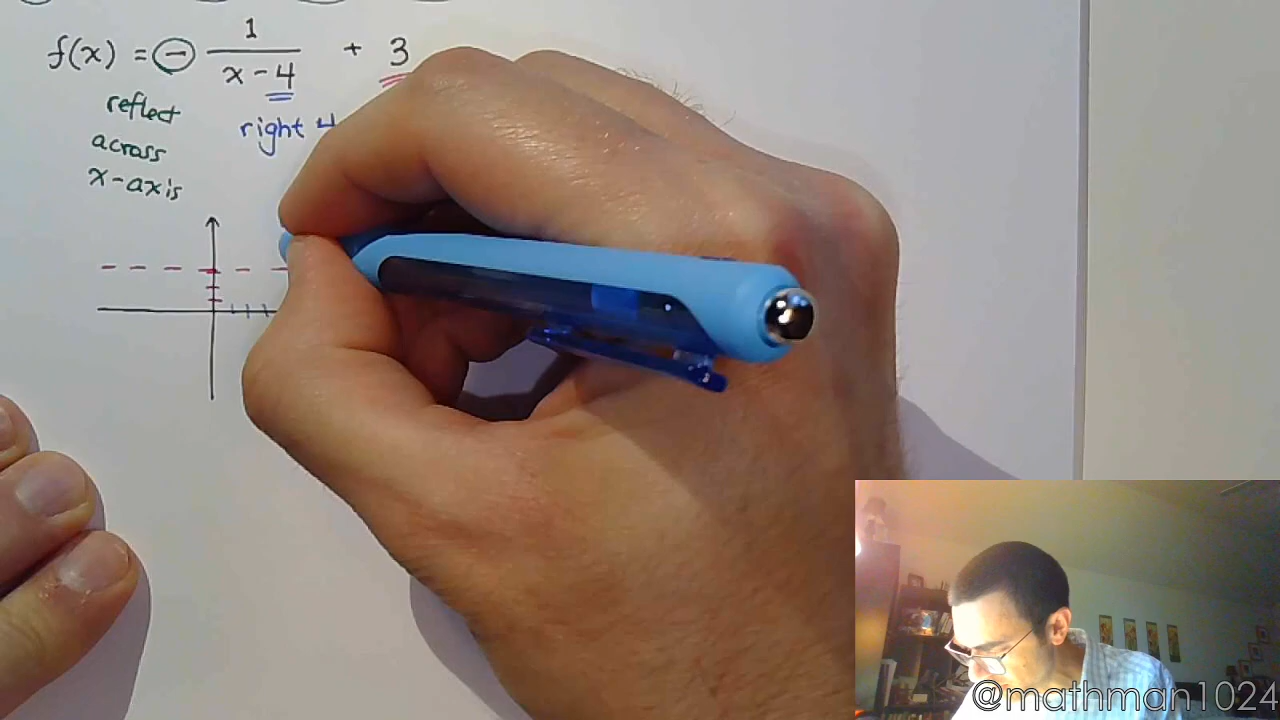 f(x) = - 1/(x - 4) + 3
reflect
across
x-axis
right 4
@mathman1024